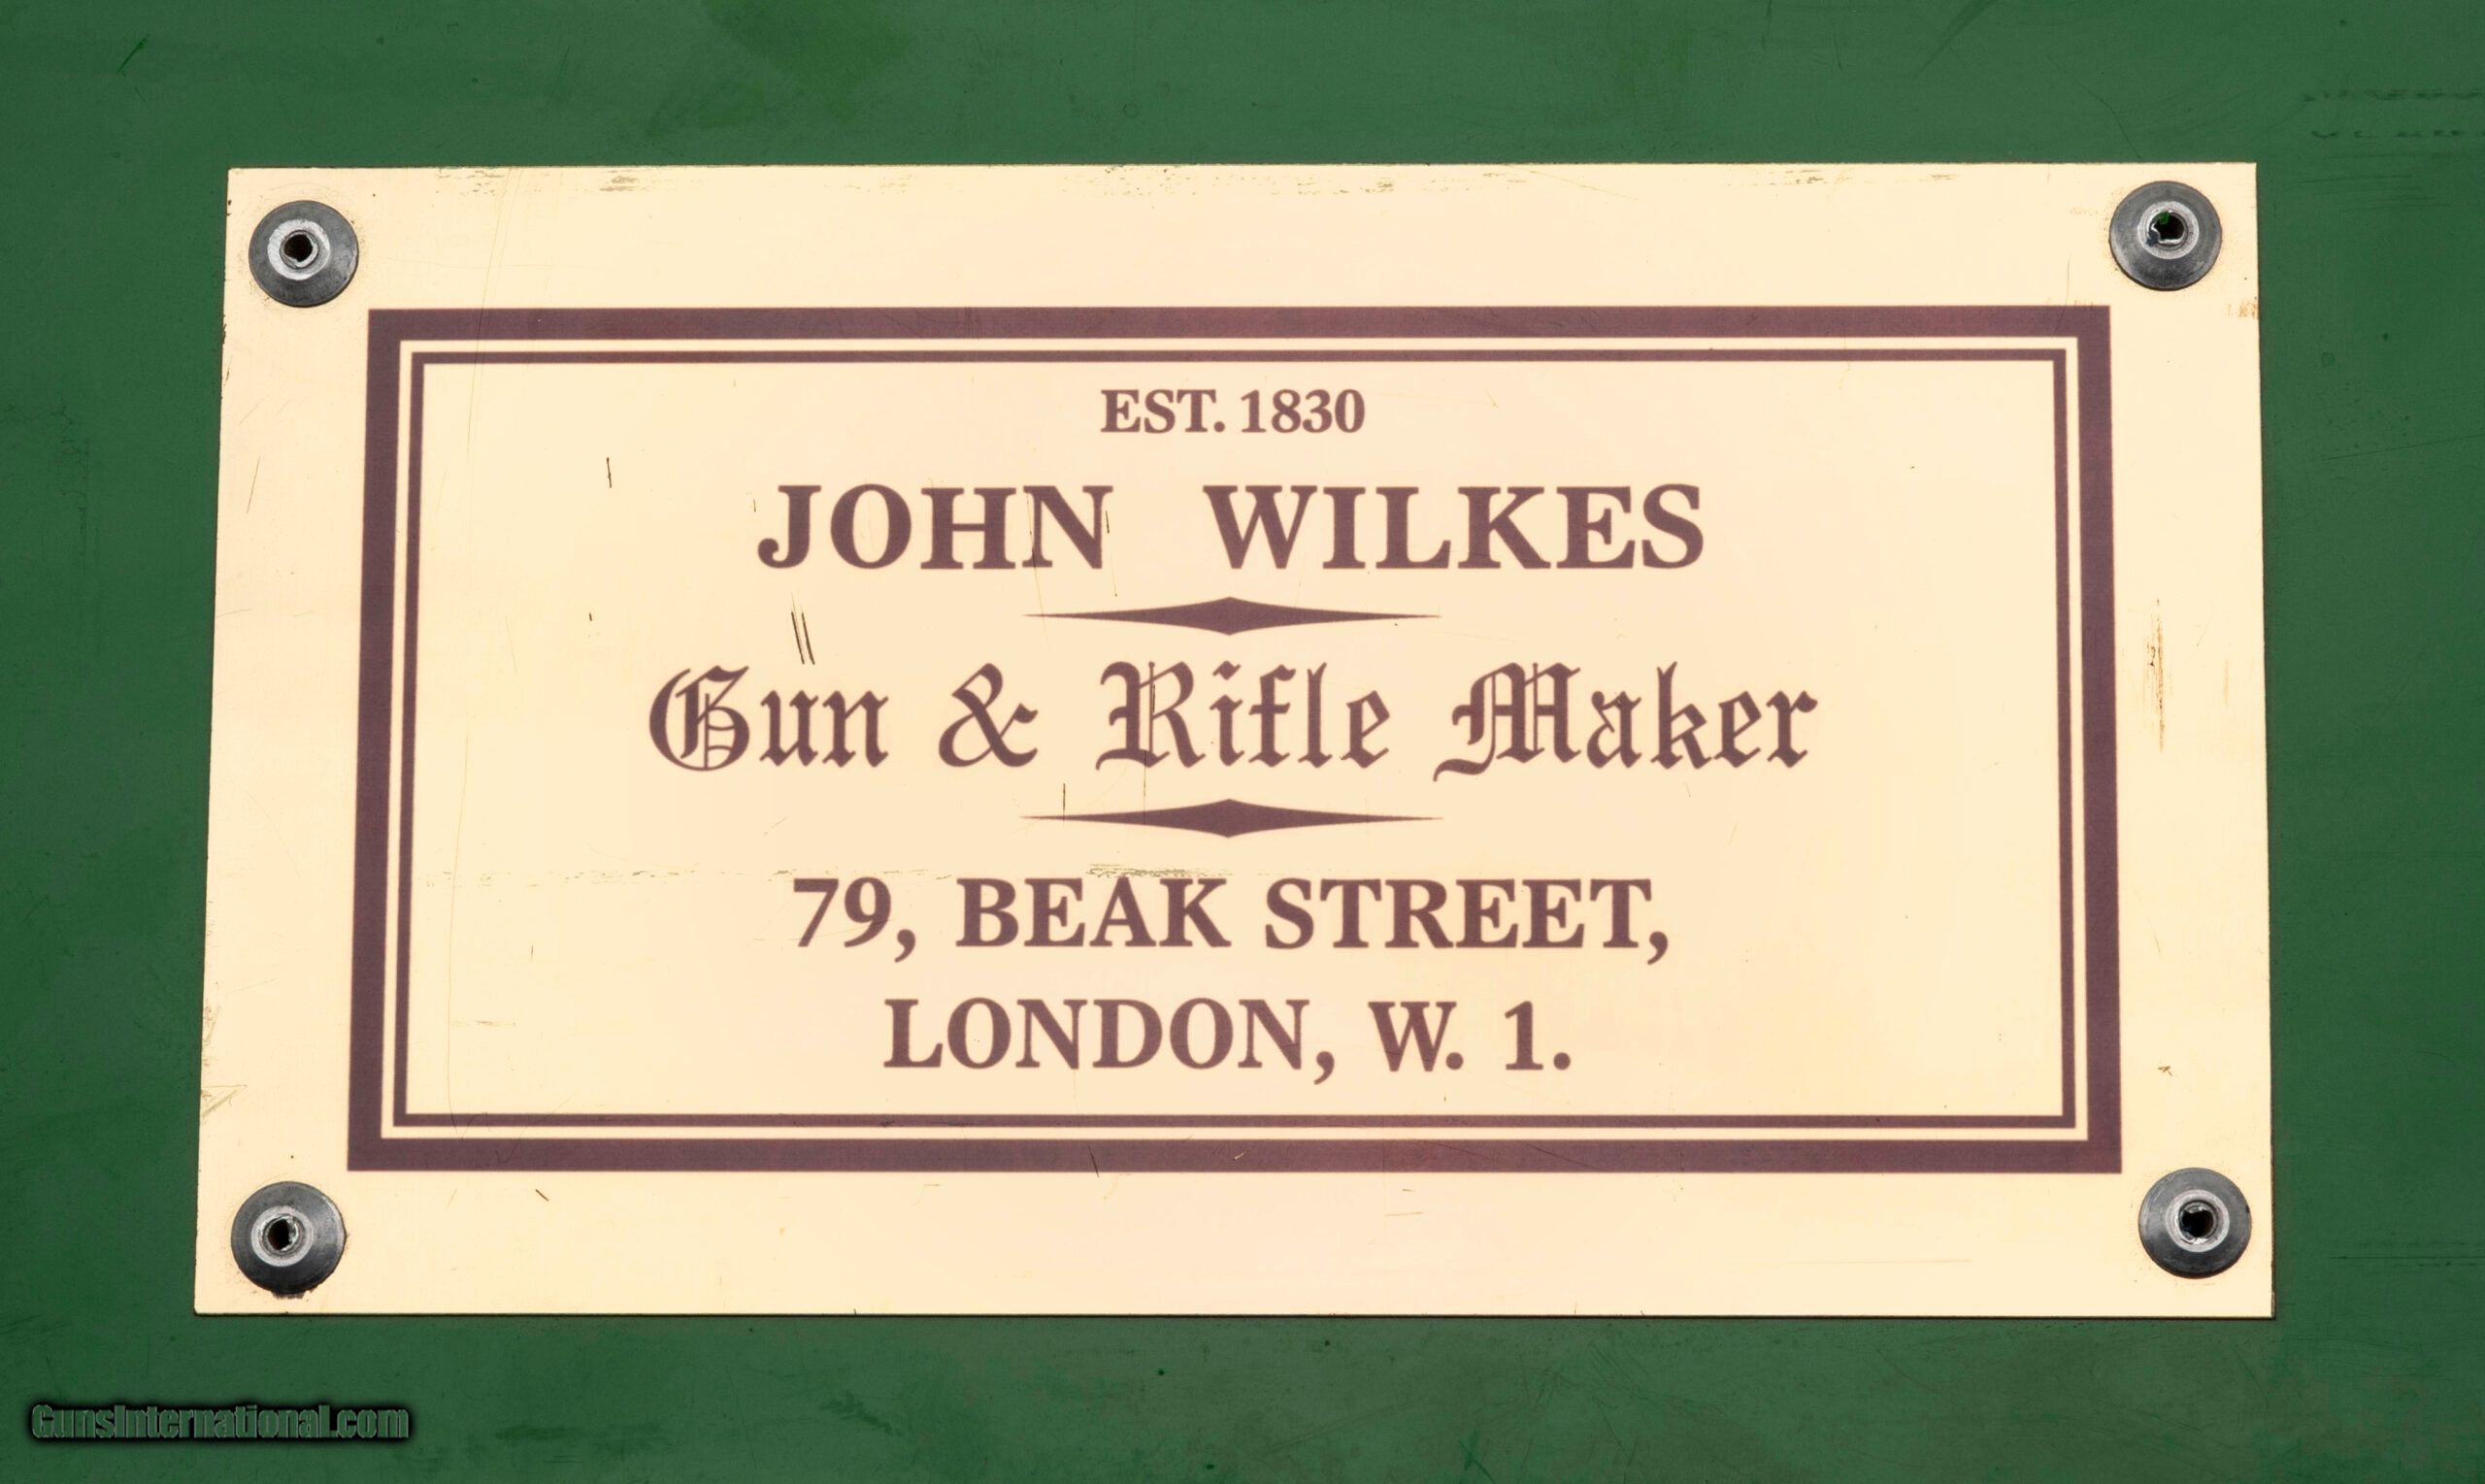 EST. 1830
JOHN WILKES
Gun & Rifle Maker
79, BEAK STREET,
LONDON, W. 1.
GunsInternational.com